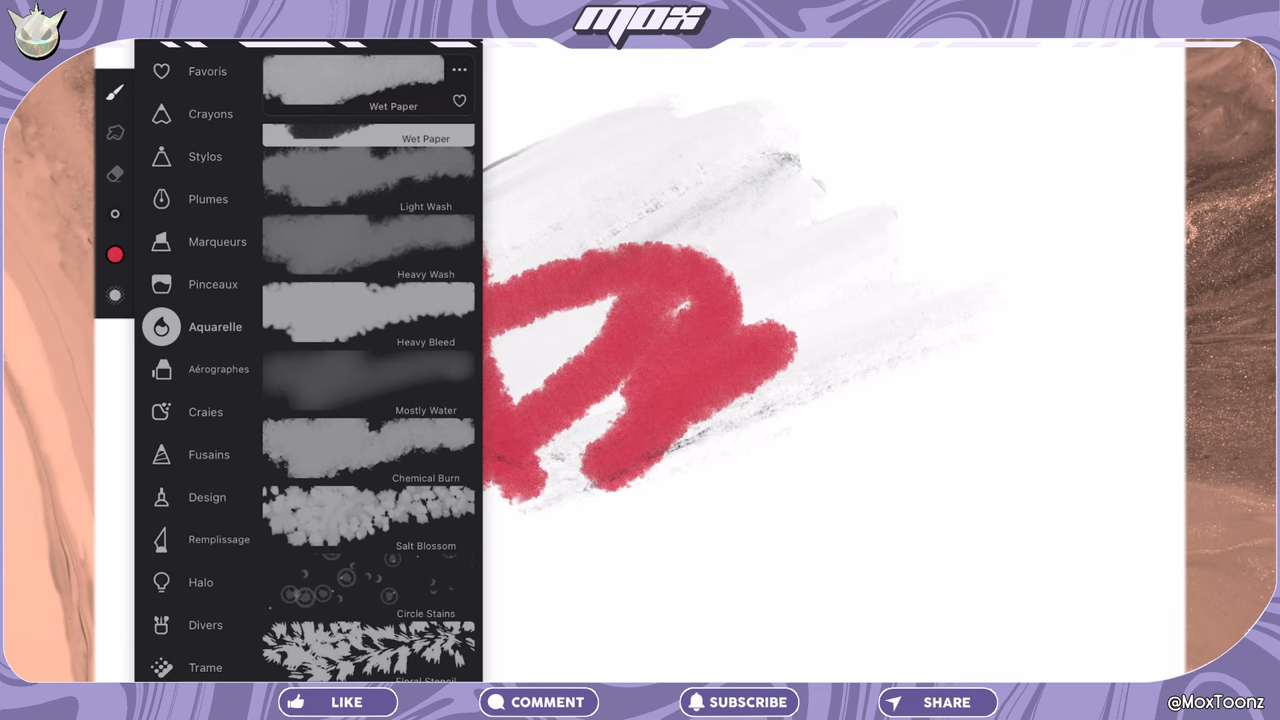 MOX
Favoris
Crayons
Stylos
Plumes
Marqueurs
Pinceaux
Aquarelle
Aérographes
Craies
Fusains
Design
Remplissage
Halo
Divers
Trame
Wet Paper
Wet Paper
Light Wash
Heavy Wash
Heavy Bleed
Mostly Water
Chemical Burn
Salt Blossom
Circle Stains
Floral Stencil
LIKE
COMMENT
SUBSCRIBE
SHARE
@MoxToonz